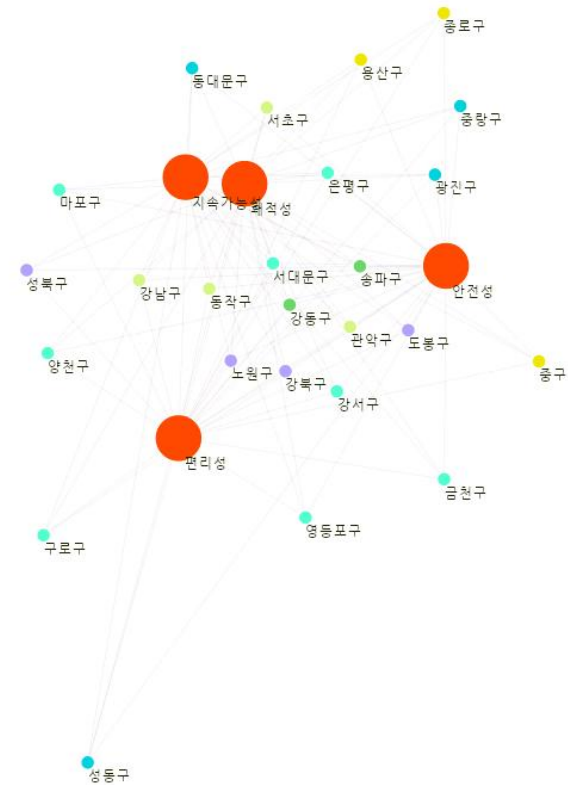 종로구
용산구
동대문구
서초구
중랑구
은평구
광진구
마포구
지속가능성
쾌적성
서대문구
송파구
안전성
성북구
강남구
동작구
강동구
관악구
도봉구
양천구
노원구
강북구
중구
강서구
편리성
금천구
영등포구
구로구
성동구